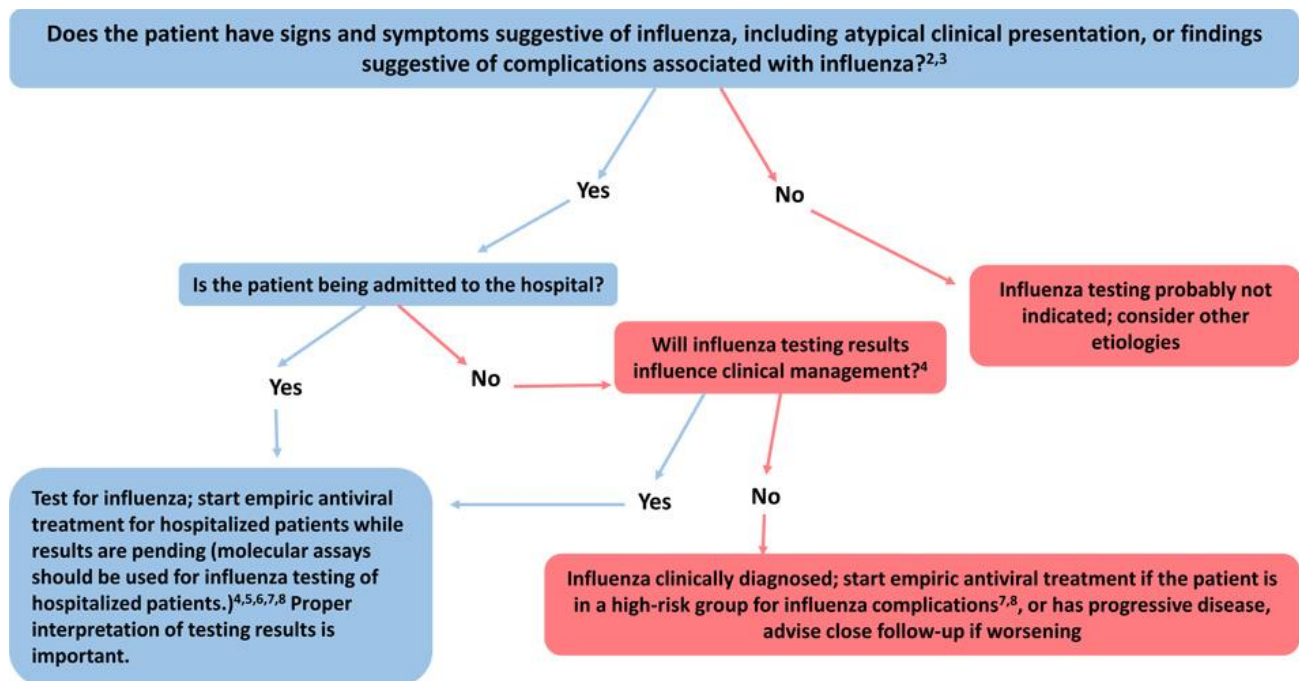 Does the patient have signs and symptoms suggestive of influenza, including atypical clinical presentation, or findings
suggestive of complications associated with influenza?2,3
Yes
No
Is the patient being admitted to the hospital?
Influenza testing probably not
indicated; consider other
etiologies
Will influenza testing results
influence clinical management?4
Yes
No
Test for influenza; start empiric antiviral
treatment for hospitalized patients while
results are pending (molecular assays
should be used for influenza testing of
hospitalized patients.)4,5,6,7,8 Proper
interpretation of testing results is
important.
Yes
No
Influenza clinically diagnosed; start empiric antiviral treatment if the patient is
in a high-risk group for influenza complications7,8, or has progressive disease,
advise close follow-up if worsening